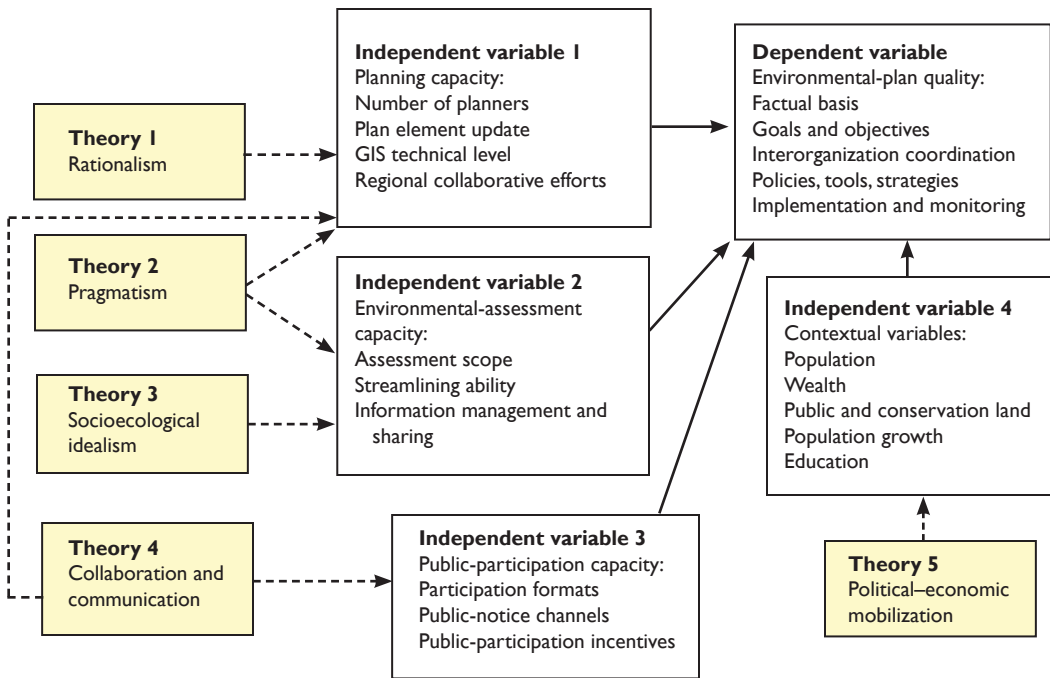 Theory 1
Rationalism
Theory 2
Pragmatism
Theory 3
Socioecological
idealism
Theory 4
Collaboration and
communication
Independent variable 1
Planning capacity:
Number of planners
Plan element update
GIS technical level
Regional collaborative efforts
Independent variable 2
Environmental-assessment
capacity:
Assessment scope
Streamlining ability
Information management and
sharing
Independent variable 3
Public-participation capacity:
Participation formats
Public-notice channels
Public-participation incentives
Dependent variable
Environmental-plan quality:
Factual basis
Goals and objectives
Interorganization coordination
Policies, tools, strategies
Implementation and monitoring
Independent variable 4
Contextual variables:
Population
Wealth
Public and conservation land
Population growth
Education
Theory 5
Political–economic
mobilization